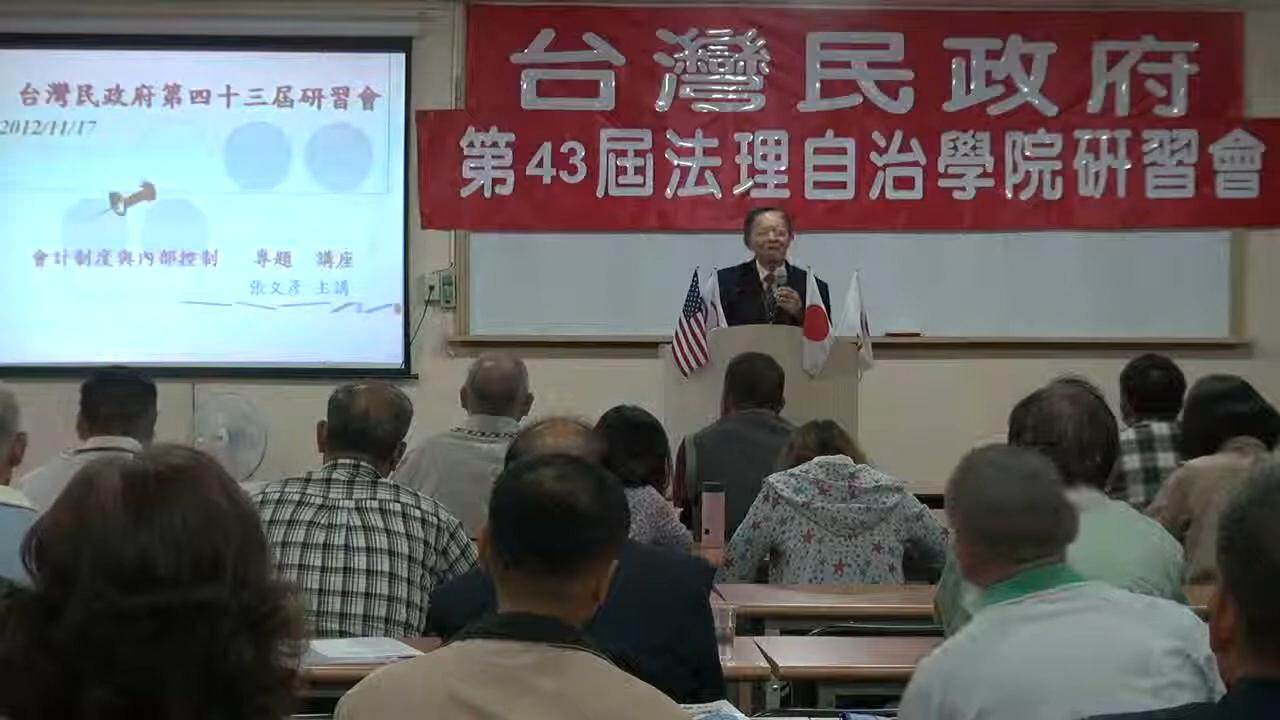 台灣民政府第四十三屆研習會
2012/11/17
會計制度與內部控制 專題 講座
張文彥 主講
台灣民政府
第43屆法理自治學院研習會